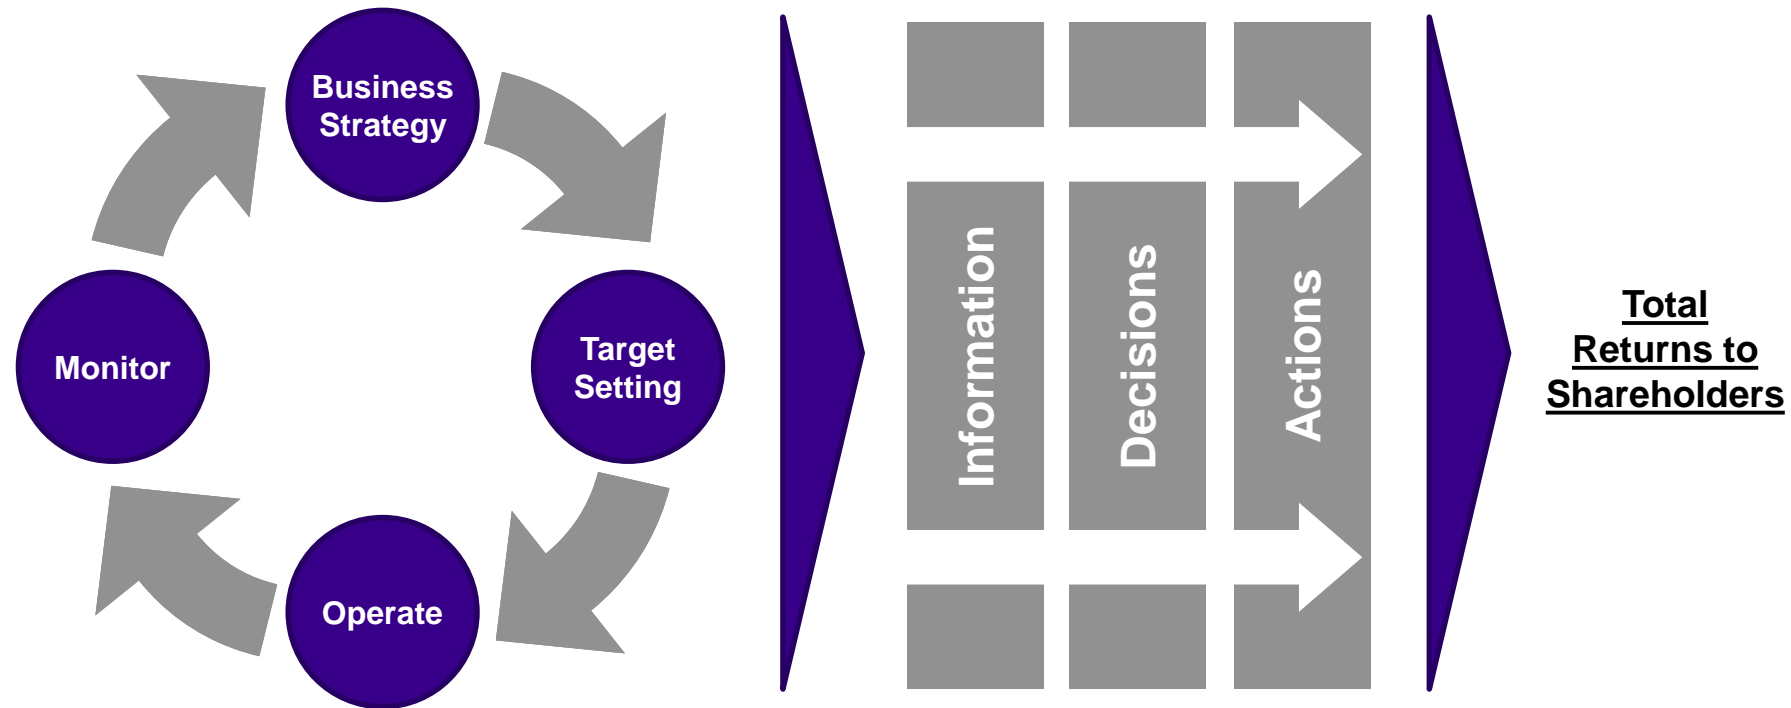 Business
Strategy
Target
Setting
Operate
Monitor
Information
Decisions
Actions
Total
Returns to
Shareholders